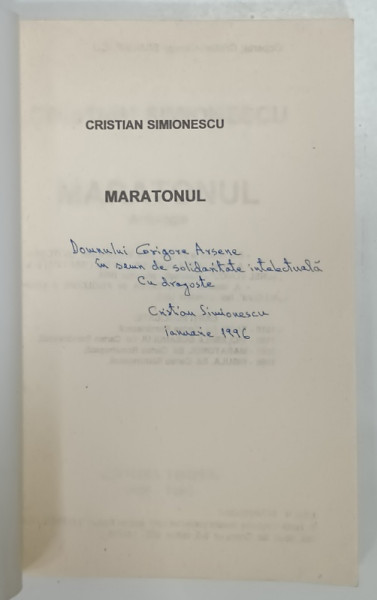 CRISTIAN SIMIONESCU
MARATONUL
Domnului Grigore Arsene
în semn de solidaritate intelectuală
Cu dragoste
Cristian Simionescu
ianuarie 1996